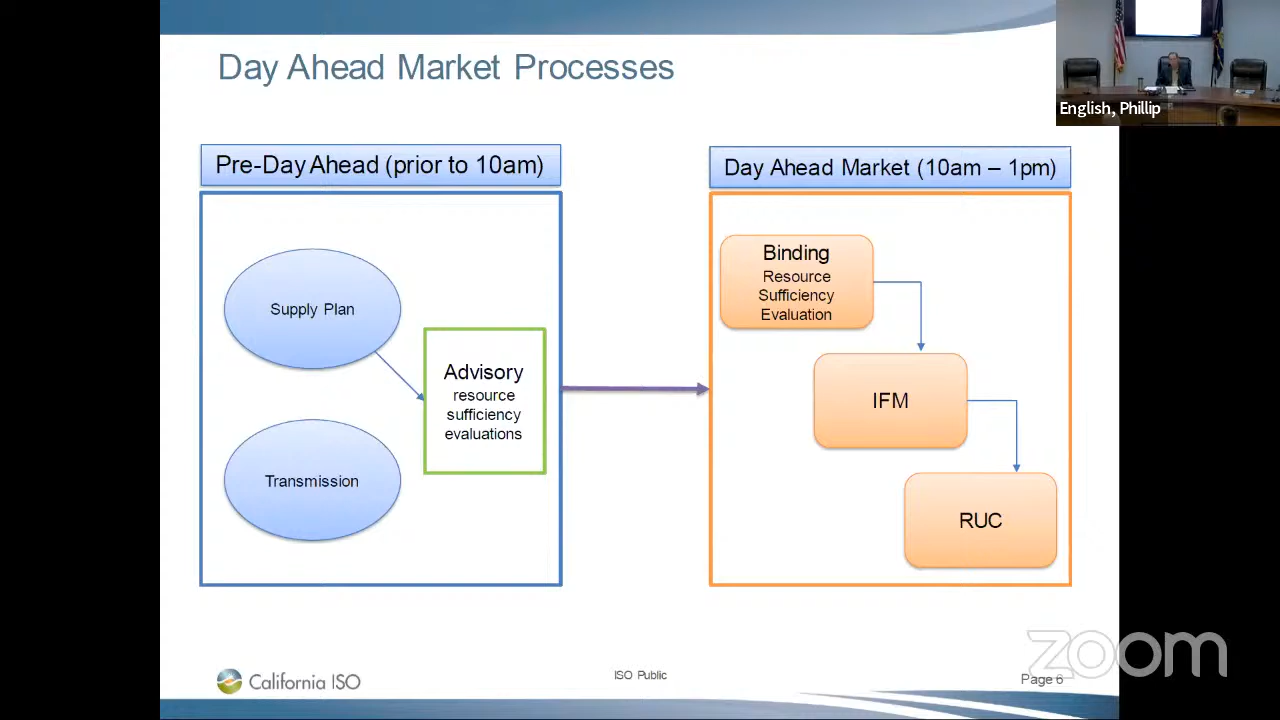 Day Ahead Market Processes
English, Phillip
Pre-Day Ahead (prior to 10am)
Supply Plan
Advisory
resource
sufficiency
evaluations
Transmission
Day Ahead Market (10am – 1pm)
Binding
Resource
Sufficiency
Evaluation
IFM
RUC
California ISO
ISO Public
Page 6
zoom